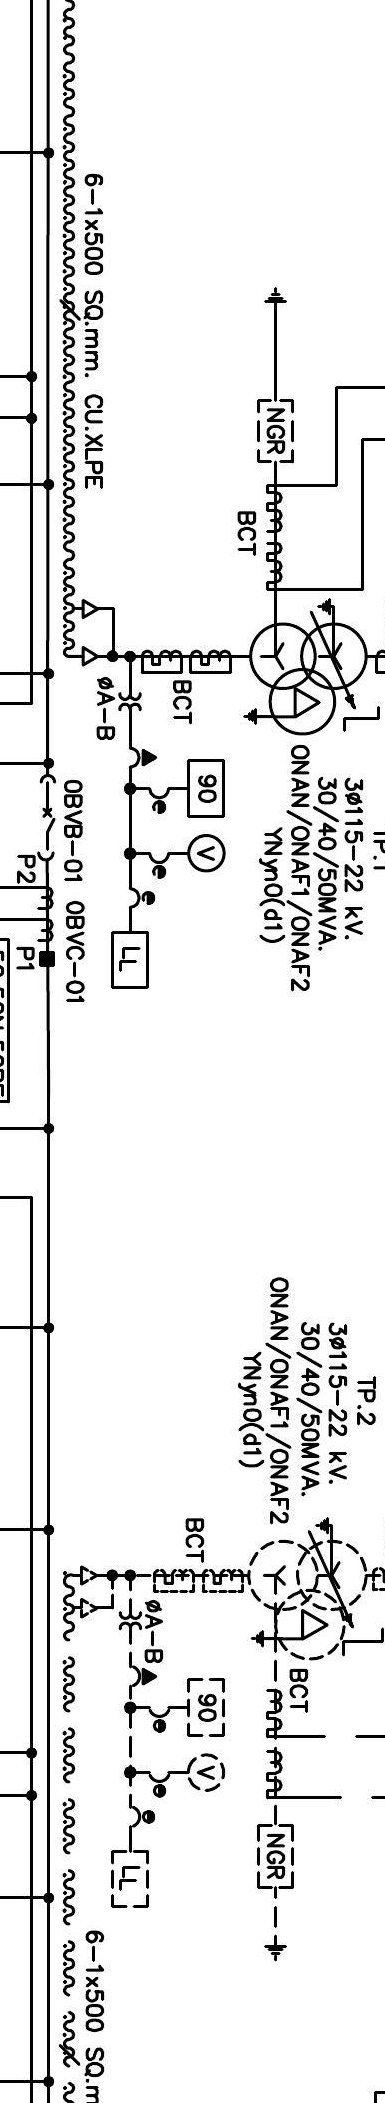 6-1x500 SQ.mm. CU.XLPE
NGR
BCT
BCT
øA-B
90
V
LL
TP.1
3ø115-22 kV.
30/40/50MVA.
ONAN/ONAF1/ONAF2
YNyn0(d1)
0BVB-01 0BVC-01
P2
P1
TP.2
3ø115-22 kV.
30/40/50MVA.
ONAN/ONAF1/ONAF2
YNyn0(d1)
BCT
BCT
øA-B
90
V
LL
NGR
6-1x500 SQ.m